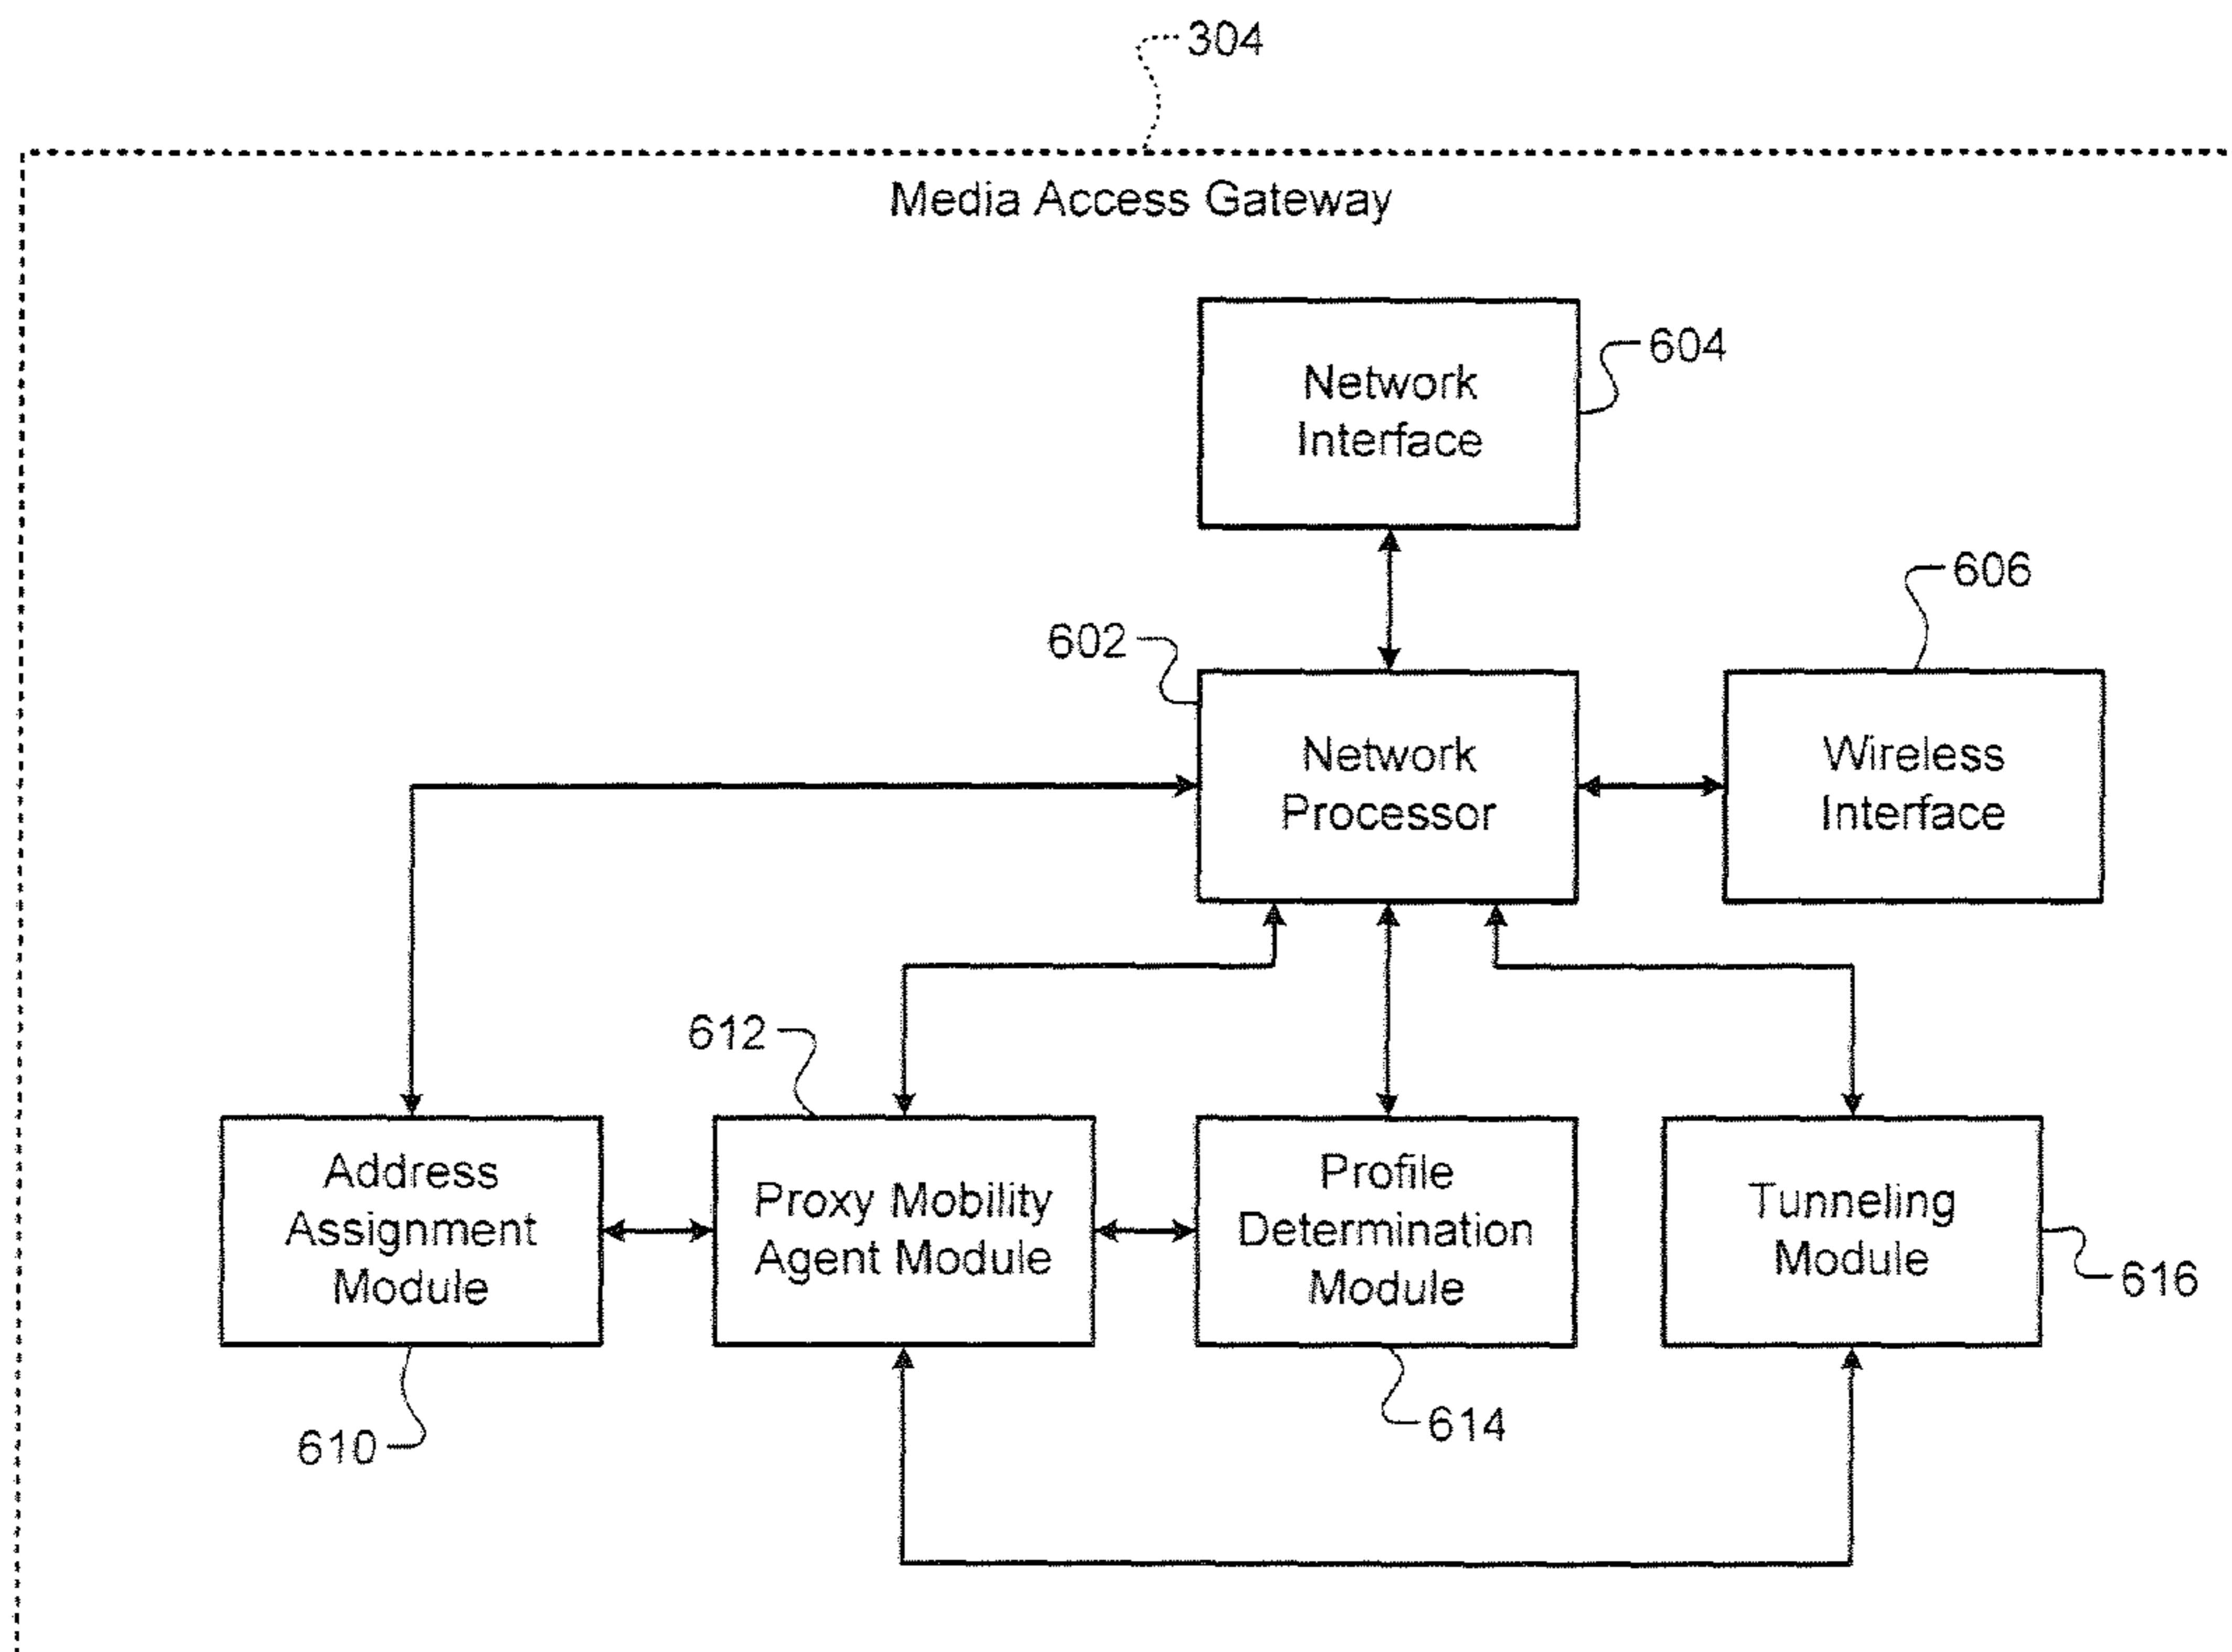 304
Media Access Gateway
Network
Interface
604
606
602
Network
Processor
Wireless
Interface
612
Address
Assignment
Module
Proxy Mobility
Agent Module
Profile
Determination
Module
Tunneling
Module
616
610
614